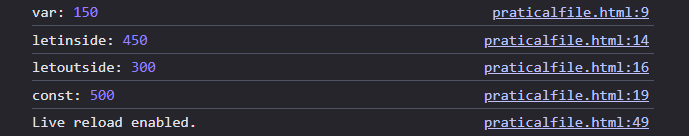 var: 150 praticalfile.html:9
letinside: 450 praticalfile.html:14
letoutside: 300 praticalfile.html:16
const: 500 praticalfile.html:19
Live reload enabled. praticalfile.html:49